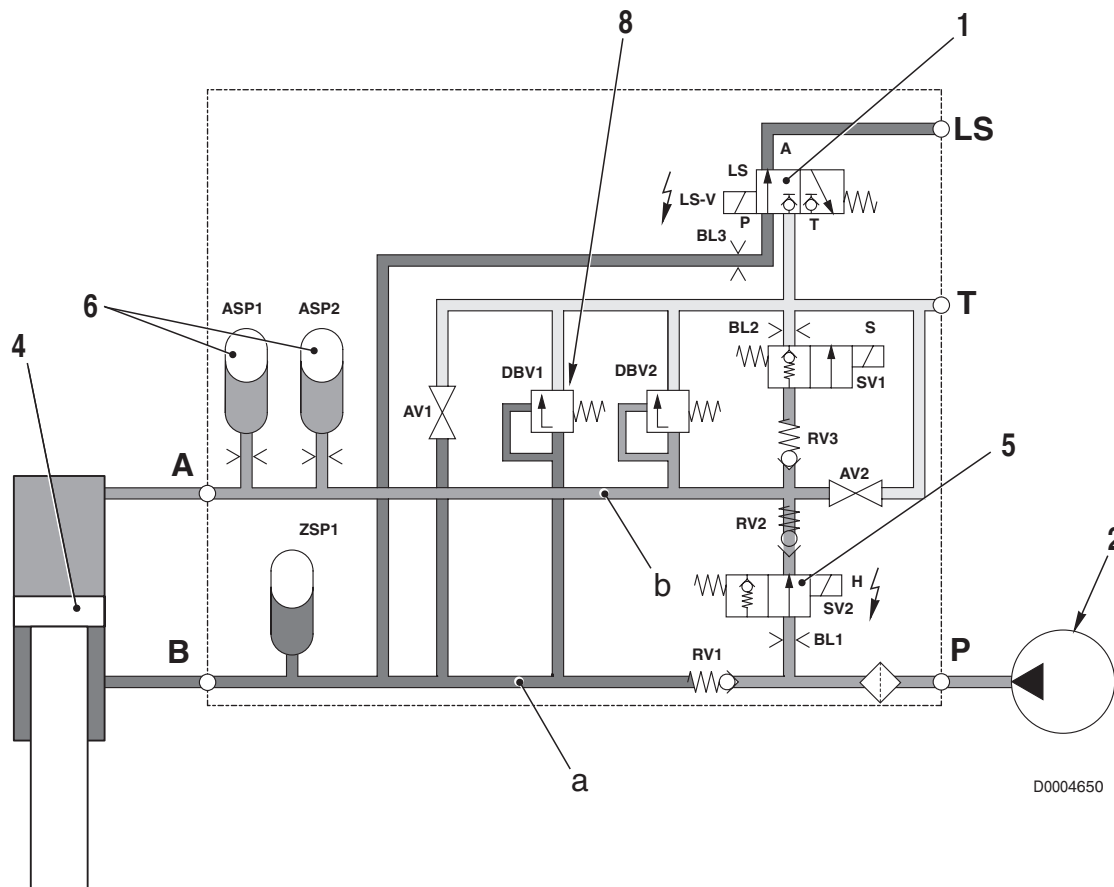 8
1
LS
A
LS
LS-V
P
T
BL3
T
6
ASP1
ASP2
BL2
S
4
DBV1
DBV2
SV1
AV1
RV3
5
A
AV2
ZSP1
RV2
2
b
H
SV2
B
RV1
BL1
P
a
D0004650